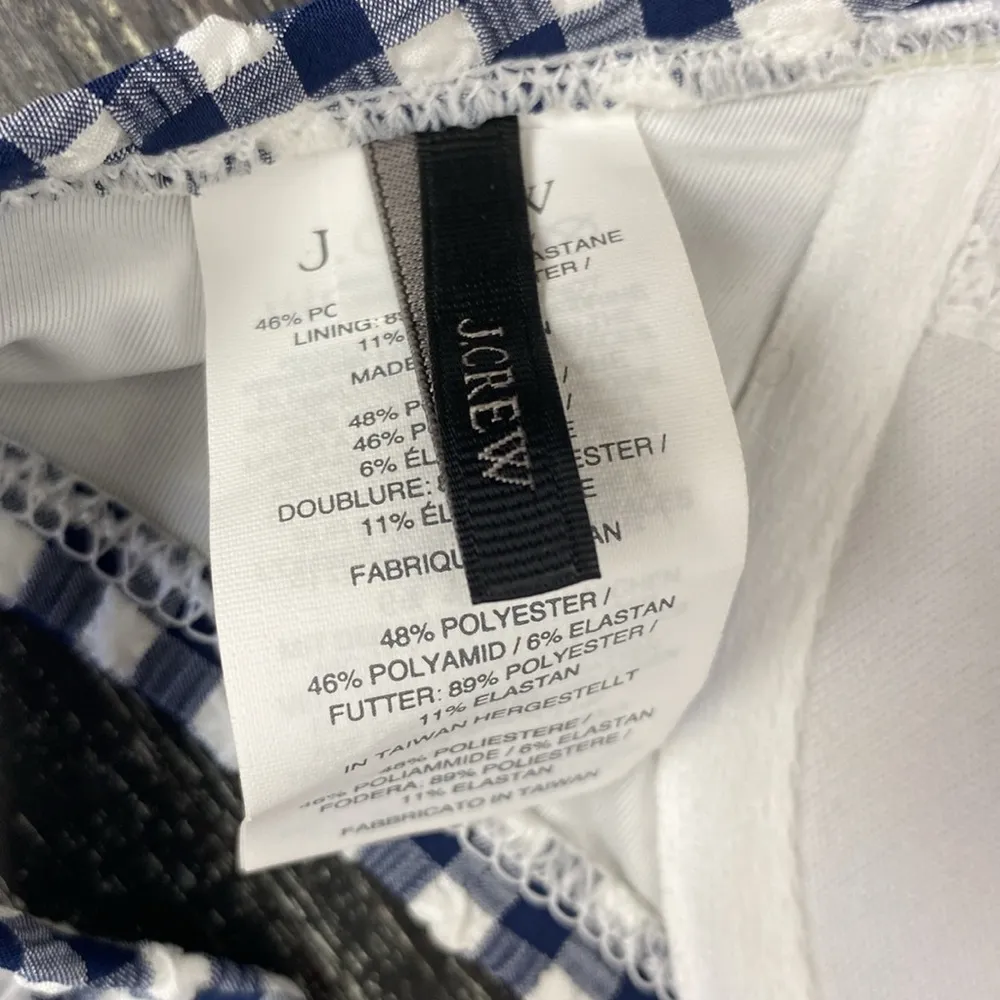 J. W
ASTANE
46% PC TER /
LINING: 8
11%
MADE
48% P /
46% P E
6% ÉL
DOUBLURE: ESTER /
11% ÉL E
FABRIQU AN
48% POLYESTER /
46% POLYAMID / 6% ELASTAN
FUTTER: 89% POLYESTER /
11% ELASTAN
IN TAIWAN HERGESTELLT
48% POLIESTERE /
46% POLIAMMIDE / 6% ELASTAN
FODERA: 89% POLIESTERE /
11% ELASTAN
FABBRICATO IN TAIWAN
J.CREW